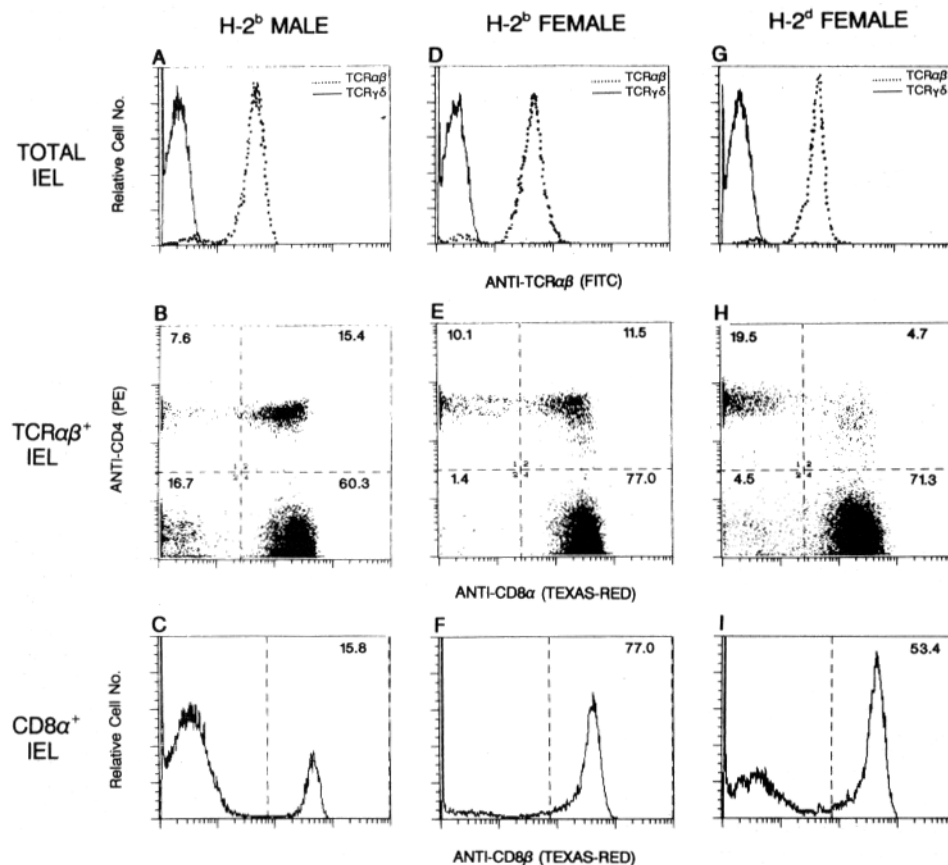 H-2ᵇ MALE
H-2ᵇ FEMALE
H-2ᵈ FEMALE
A
D
G
TCRαβ
TCRγδ
TCRαβ
TCRγδ
TCRαβ
TCRγδ
TOTAL
IEL
Relative Cell No.
ANTI-TCRαβ (FITC)
B
E
H
7.6
15.4
10.1
11.5
19.5
4.7
TCRαβ⁺
IEL
ANTI-CD4 (PE)
16.7
60.3
1.4
77.0
4.5
71.3
ANTI-CD8α (TEXAS-RED)
C
F
I
15.8
77.0
53.4
CD8α⁺
IEL
Relative Cell No.
ANTI-CD8β (TEXAS-RED)